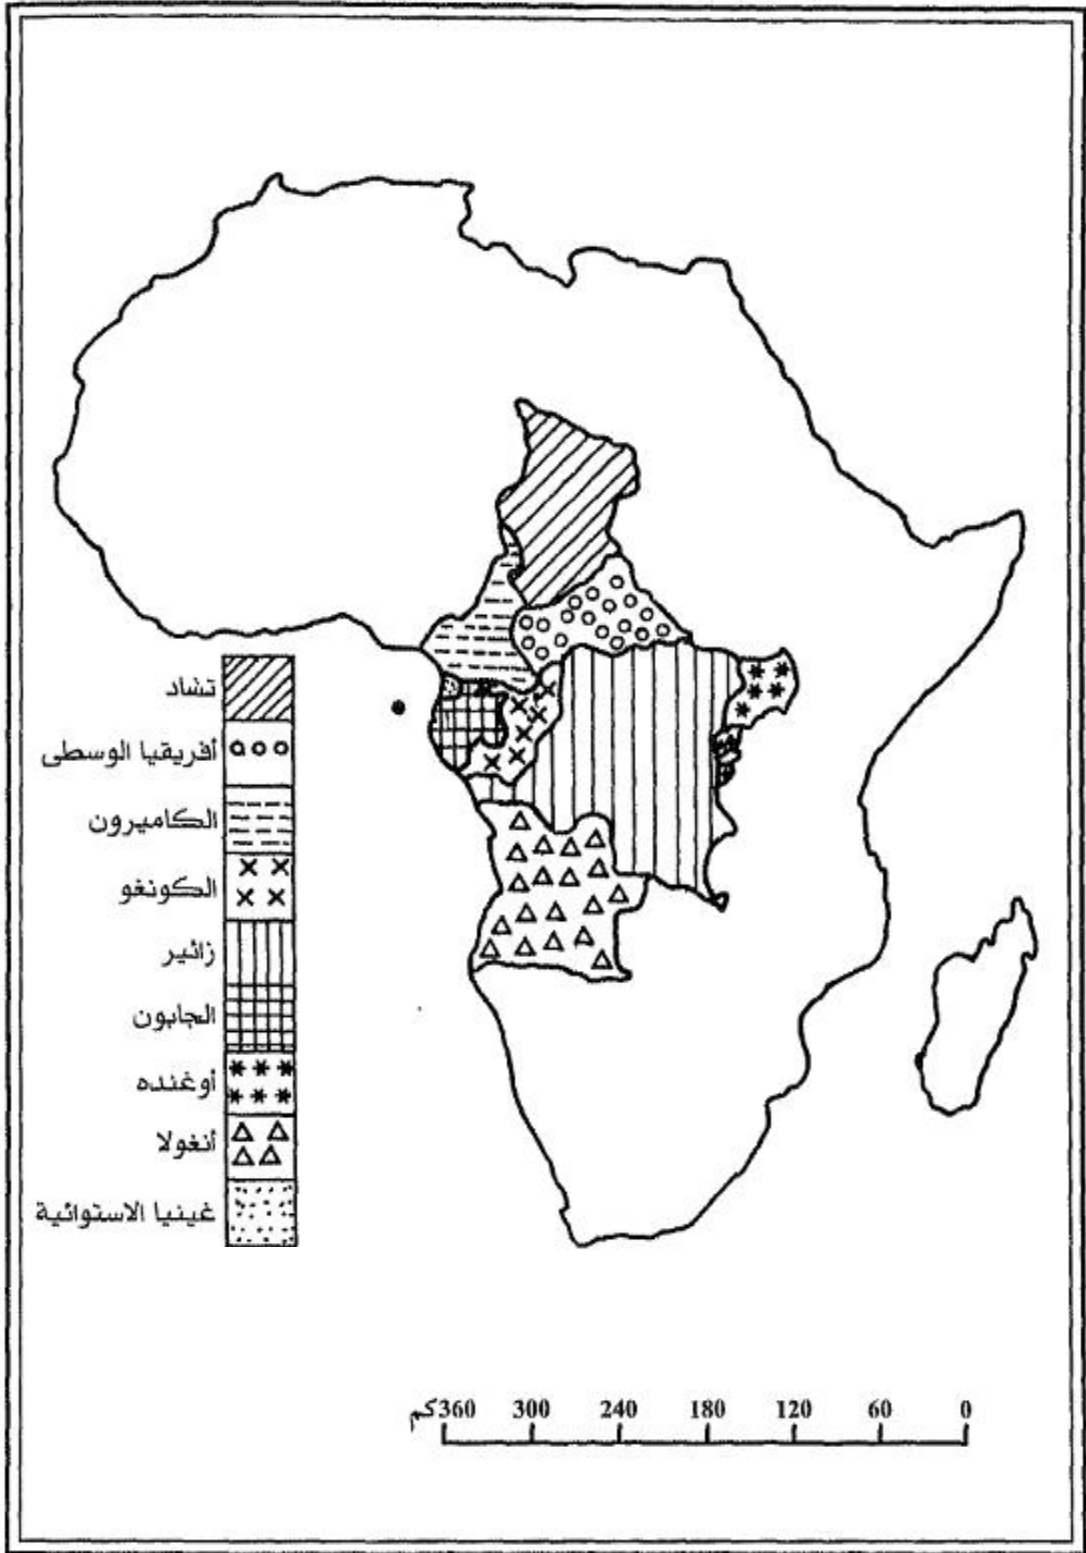 تشاد
أفريقيا الوسطى
الكاميرون
الكونغو
زائير
الجابون
أوغنده
أنغولا
غينيا الاستوائية
0 60 120 180 240 300 360كم